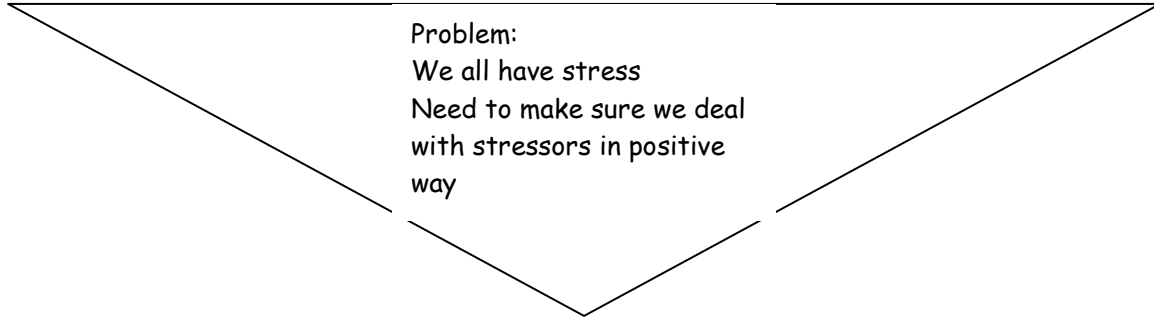 Problem:
We all have stress
Need to make sure we deal
with stressors in positive
way